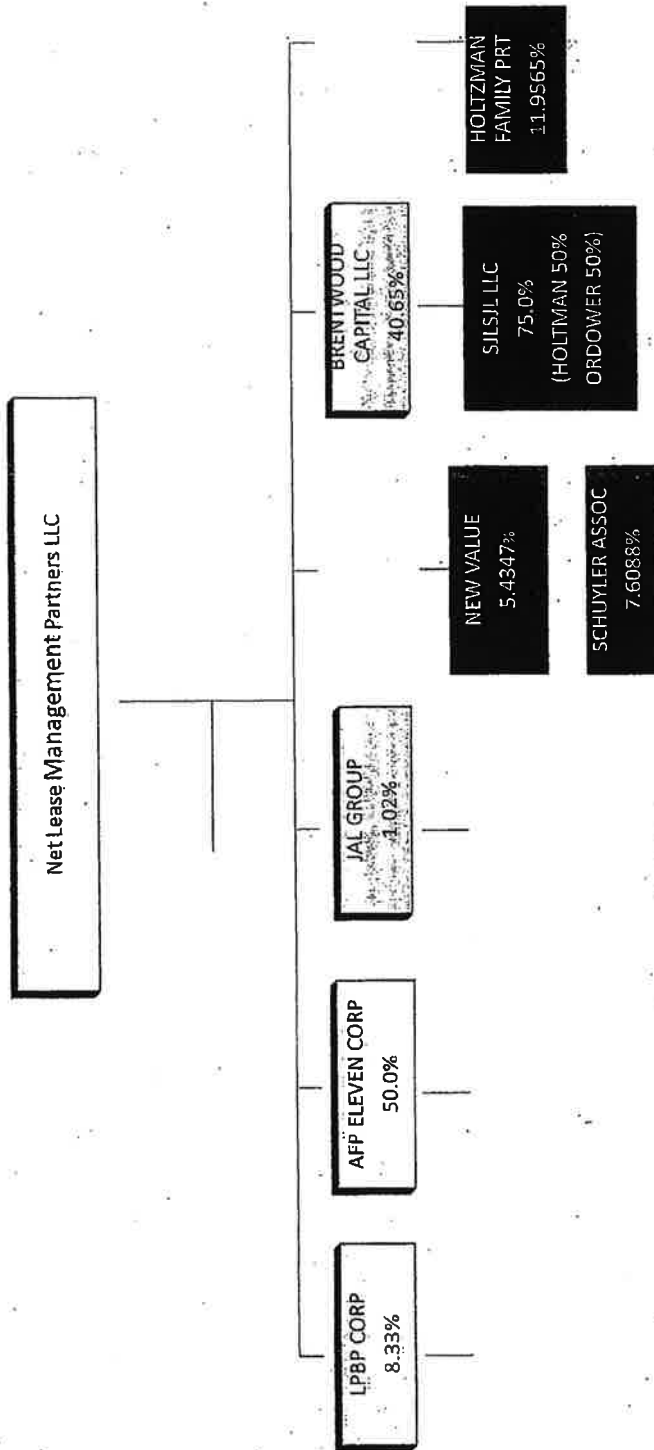 Net Lease Management Partners LLC
LPBP CORP
8.33%
AFP ELEVEN CORP
50.0%
JAL GROUP
1.02%
BRENTWOOD
CAPITAL LLC
40.65%
NEW VALUE
5.4347%
SCHUYLER ASSOC
7.6088%
SJLSJL LLC
75.0%
(HOLTMAN 50%
ORDOWER 50%)
HOLTZMAN
FAMILY PRT
11.9565%